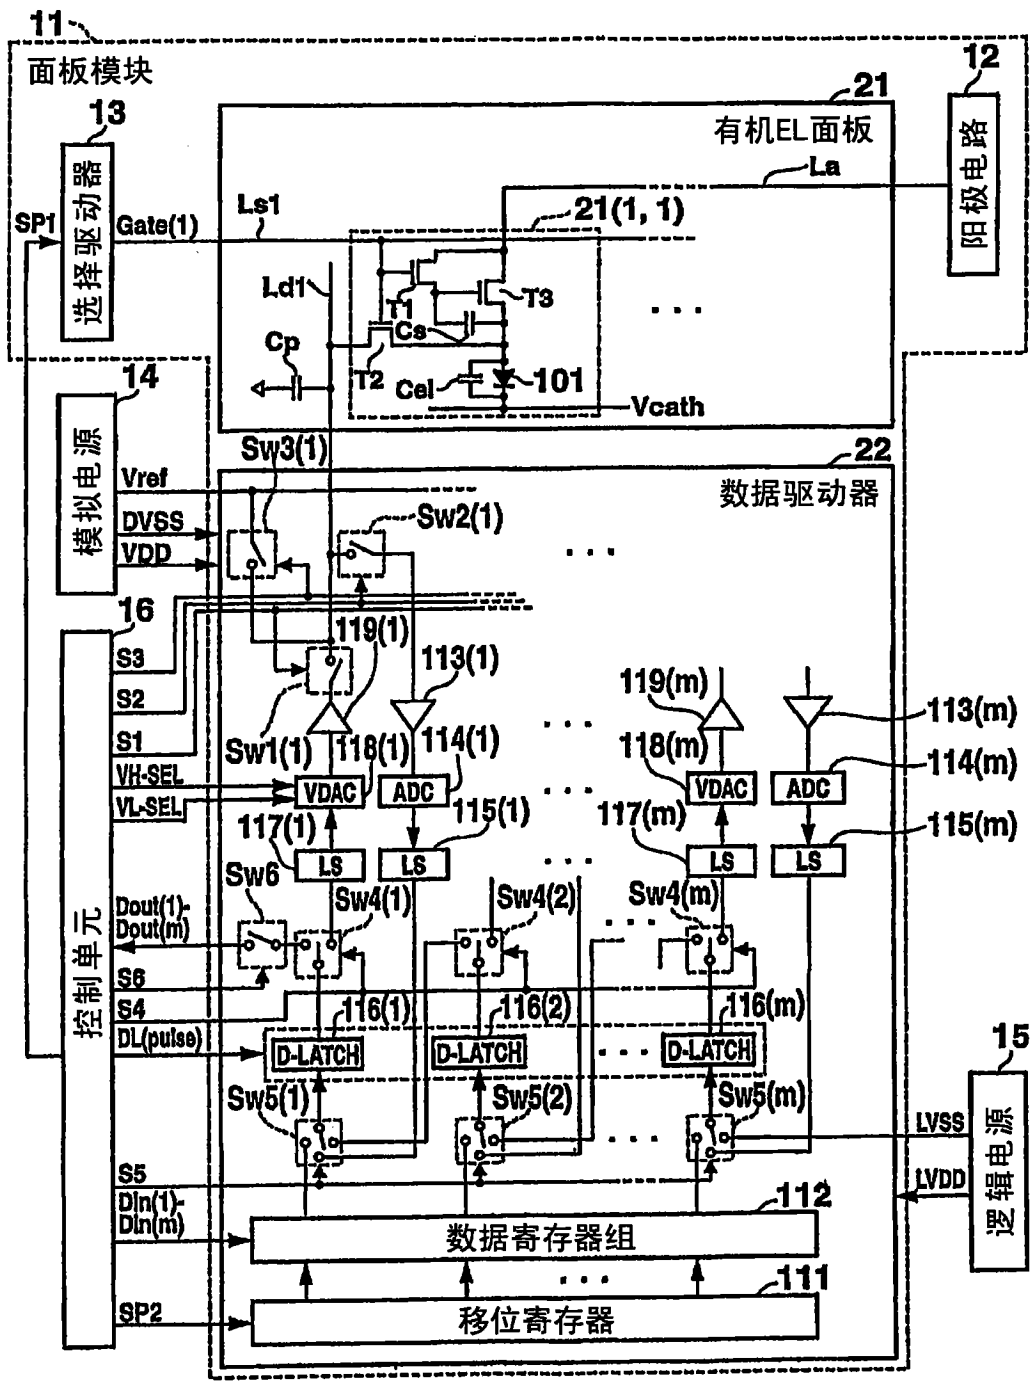 11
面板模块
12
阳极电路
13
选择驱动器
SP1
Gate(1)
21
有机EL面板
La
Ls1
21(1, 1)
Ld1
T1
T3
Cs
Cp
T2
Cel
101
Vcath
14
模拟电源
Vref
DVSS
VDD
Sw3(1)
22
数据驱动器
Sw2(1)
16
控制单元
S3
S2
S1
VH-SEL
VL-SEL
119(1)
113(1)
Sw1(1)
118(1)
114(1)
VDAC
ADC
117(1)
115(1)
LS
LS
119(m)
113(m)
118(m)
114(m)
VDAC
ADC
117(m)
115(m)
LS
LS
Sw6
Sw4(1)
Sw4(2)
Sw4(m)
Dout(1)-
Dout(m)
S6
S4
DL(pulse)
116(1)
116(2)
116(m)
D-LATCH
D-LATCH
D-LATCH
Sw5(1)
Sw5(2)
Sw5(m)
15
逻辑电源
LVSS
LVDD
S5
Din(1)-
Din(m)
112
数据寄存器组
SP2
111
移位寄存器